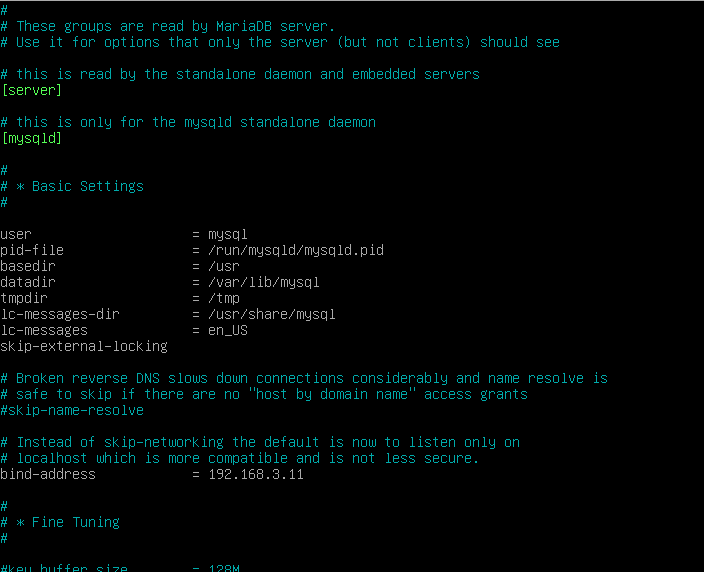 #
# These groups are read by MariaDB server.
# Use it for options that only the server (but not clients) should see

# this is read by the standalone daemon and embedded servers
[server]

# this is only for the mysqld standalone daemon
[mysqld]

#
# * Basic Settings
#

user                    = mysql
pid-file                = /run/mysqld/mysqld.pid
basedir                 = /usr
datadir                 = /var/lib/mysql
tmpdir                  = /tmp
lc-messages-dir         = /usr/share/mysql
lc-messages             = en_US
skip-external-locking

# Broken reverse DNS slows down connections considerably and name resolve is
# safe to skip if there are no "host by domain name" access grants
#skip-name-resolve

# Instead of skip-networking the default is now to listen only on
# localhost which is more compatible and is not less secure.
bind-address            = 192.168.3.11

#
# * Fine Tuning
#

#key_buffer_size        = 128M